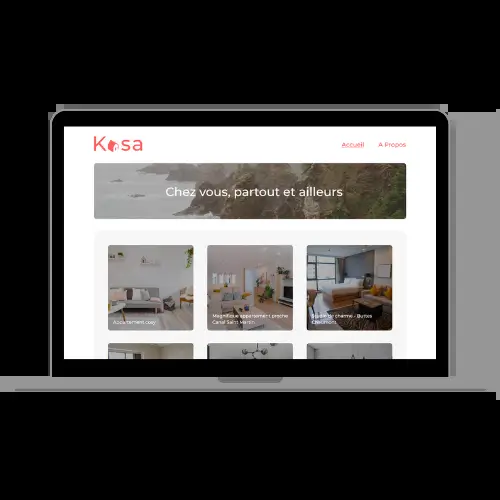 Kasa
Accueil
A Propos
Chez vous, partout et ailleurs
Appartement cosy
Magnifique appartement proche
Canal Saint Martin
Studio de charme - Buttes
Chaumont